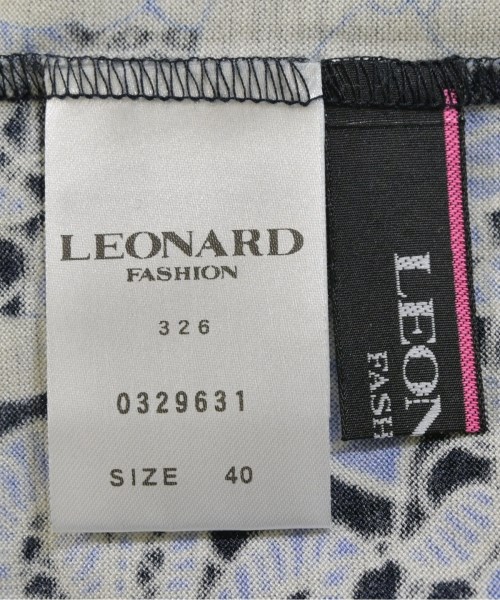 LEONARD
FASHION
326
0329631
SIZE 40
LEON
FASH